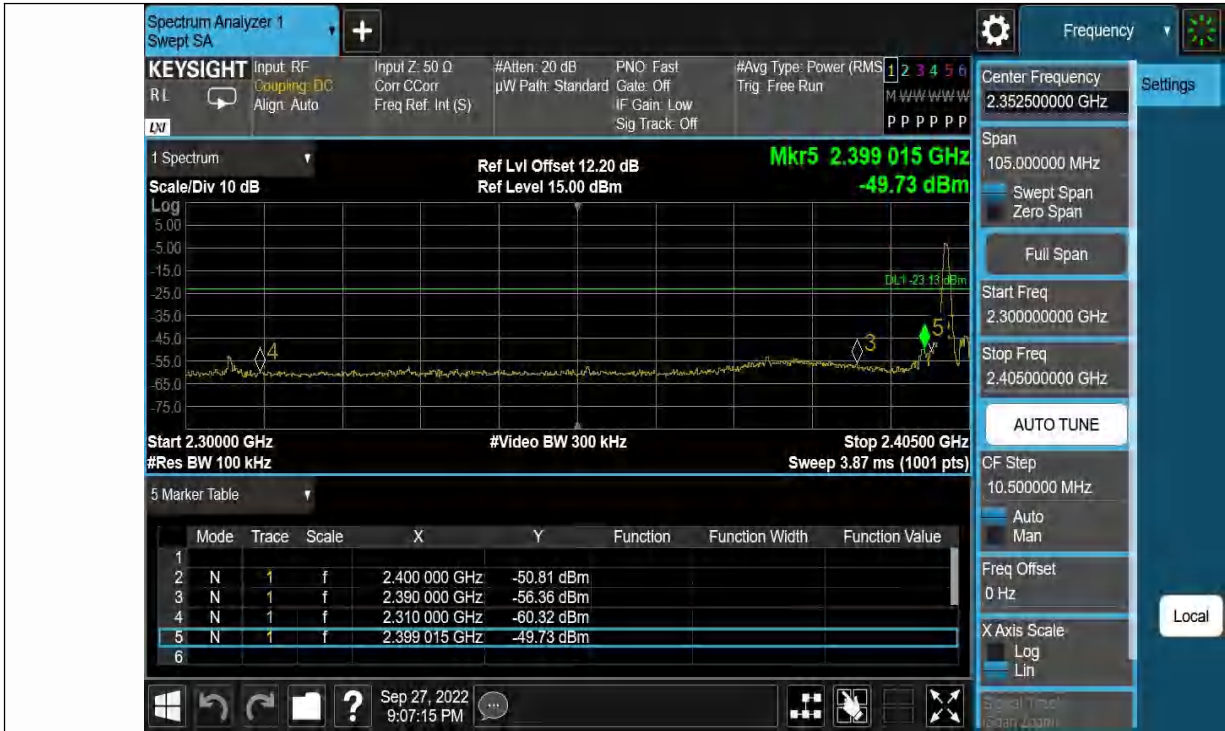 Spectrum Analyzer 1
Swept SA
Frequency
KEYSIGHT
RL
LXI
Input: RF
Coupling: DC
Align: Auto
Input Z: 50 Ω
Corr CCorr
Freq Ref: Int (S)
#Atten: 20 dB
µW Path: Standard
PNO: Fast
Gate: Off
IF Gain: Low
Sig Track: Off
#Avg Type: Power (RMS
Trig: Free Run
1 2 3 4 5 6
M W W W W W
P P P P P P
Center Frequency
2.352500000 GHz
Settings
Span
105.000000 MHz
Swept Span
Zero Span
Full Span
Start Freq
2.300000000 GHz
Stop Freq
2.405000000 GHz
AUTO TUNE
CF Step
10.500000 MHz
Auto
Man
Freq Offset
0 Hz
X Axis Scale
Log
Lin
Local
1 Spectrum
Scale/Div 10 dB
Ref Lvl Offset 12.20 dB
Ref Level 15.00 dBm
Mkr5 2.399 015 GHz
-49.73 dBm
Log
5.00
-5.00
-15.0
-25.0
-35.0
-45.0
-55.0
-65.0
-75.0
DL1 -23.13 dBm
4
3
5
Start 2.30000 GHz
#Video BW 300 kHz
Stop 2.40500 GHz
#Res BW 100 kHz
Sweep 3.87 ms (1001 pts)
5 Marker Table
Mode Trace Scale X Y Function Function Width Function Value
1
2 N 1 f 2.400 000 GHz -50.81 dBm
3 N 1 f 2.390 000 GHz -56.36 dBm
4 N 1 f 2.310 000 GHz -60.32 dBm
5 N 1 f 2.399 015 GHz -49.73 dBm
6
?
Sep 27, 2022
9:07:15 PM